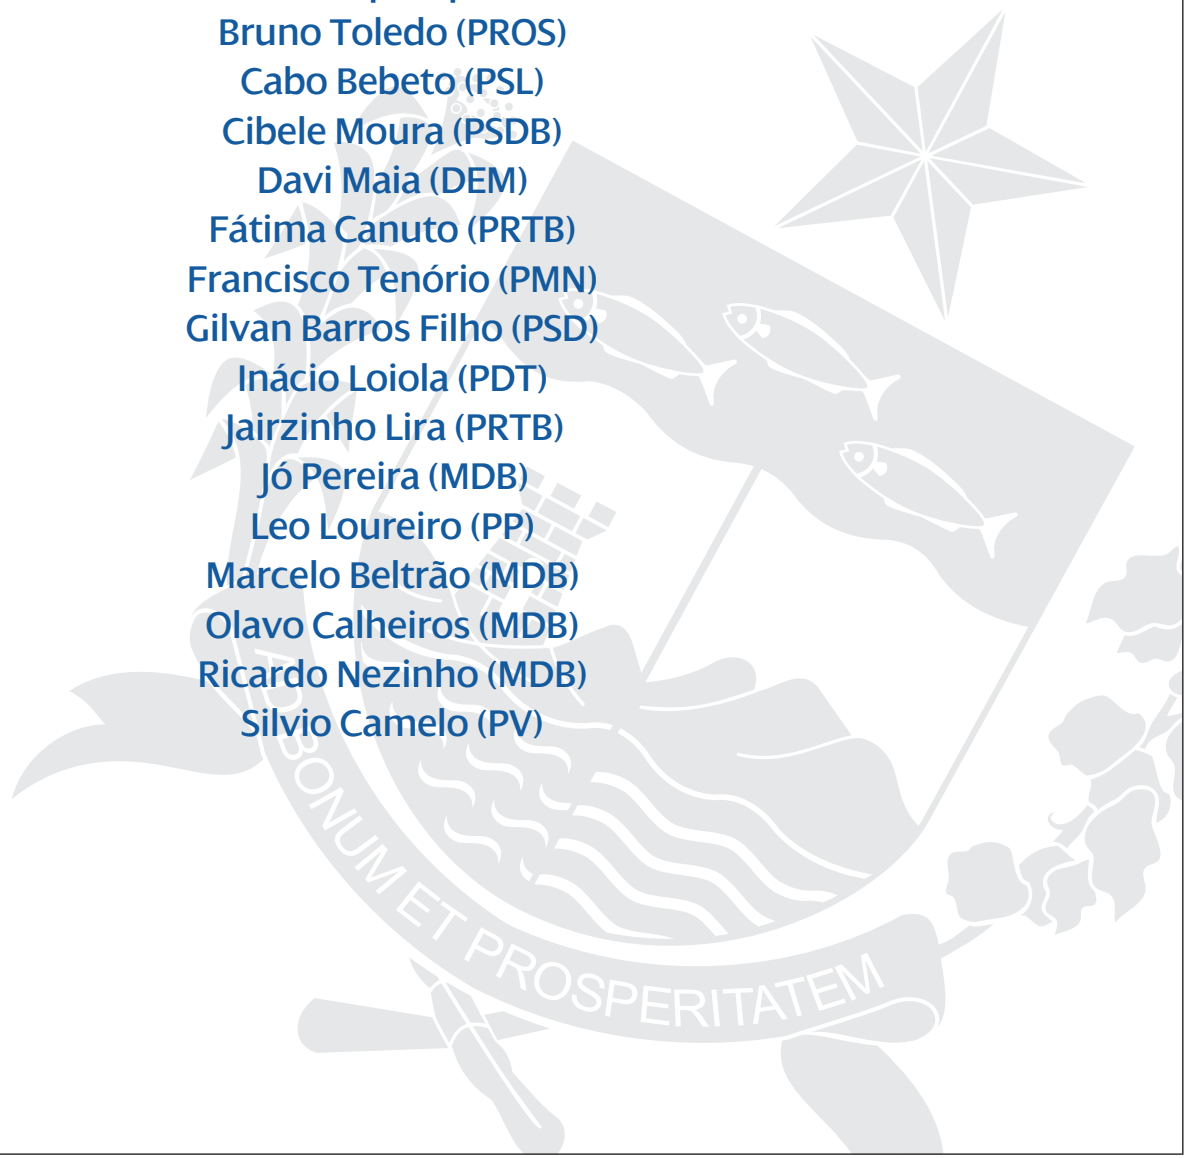 Bruno Toledo (PROS)
Cabo Bebeto (PSL)
Cibele Moura (PSDB)
Davi Maia (DEM)
Fátima Canuto (PRTB)
Francisco Tenório (PMN)
Gilvan Barros Filho (PSD)
Inácio Loiola (PDT)
Jairzinho Lira (PRTB)
Jó Pereira (MDB)
Leo Loureiro (PP)
Marcelo Beltrão (MDB)
Olavo Calheiros (MDB)
Ricardo Nezinho (MDB)
Silvio Camelo (PV)
AD BONUM ET PROSPERITATEM